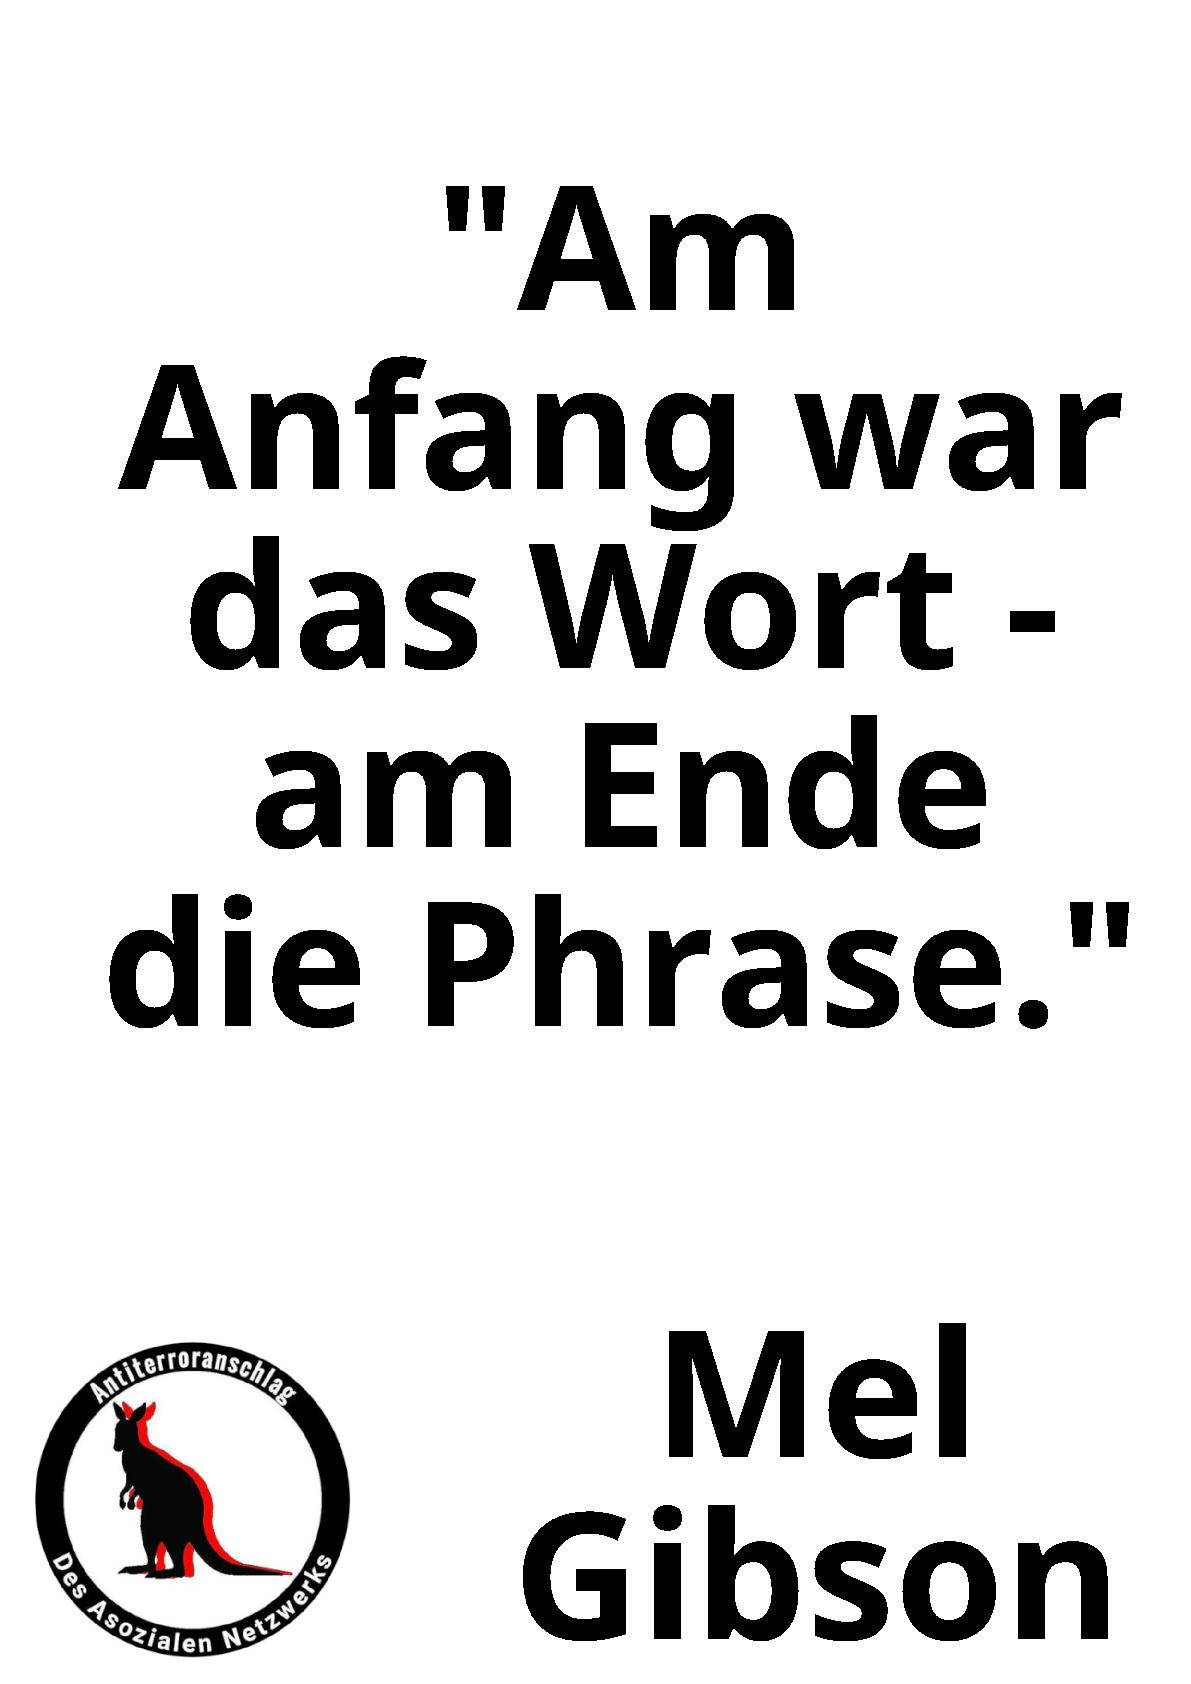 "Am
Anfang war
das Wort -
am Ende
die Phrase."
Mel
Gibson
Antiterroranschlag
Des Asozialen Netzwerks